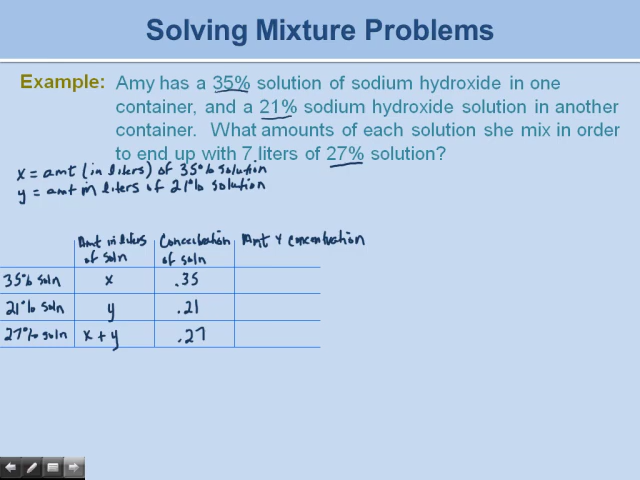 Solving Mixture Problems
Example: Amy has a 35% solution of sodium hydroxide in one
container, and a 21% sodium hydroxide solution in another
container. What amounts of each solution she mix in order
to end up with 7 liters of 27% solution?
x = amt (in liters) of 35% solution
y = amt in liters of 21% solution
Amt in liters of soln Concentration of soln Amt x concentration
35% soln x .35
21% soln y .21
27% soln x + y .27